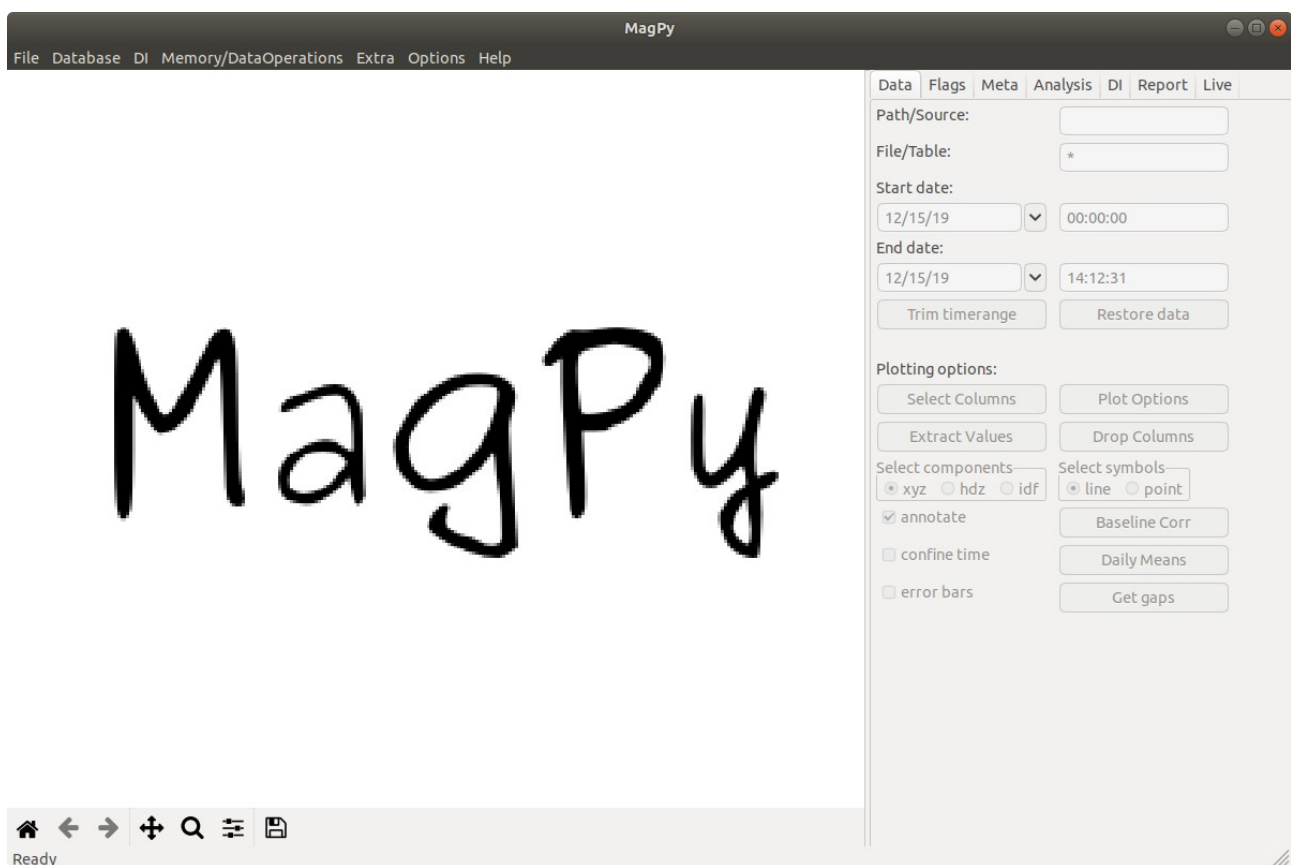 MagPy
File Database DI Memory/DataOperations Extra Options Help
MagPy
Data Flags Meta Analysis DI Report Live
Path/Source:
File/Table: *
Start date:
12/15/19 00:00:00
End date:
12/15/19 14:12:31
Trim timerange Restore data
Plotting options:
Select Columns Plot Options
Extract Values Drop Columns
Select components Select symbols
xyz hdz idf line point
annotate Baseline Corr
confine time Daily Means
error bars Get gaps
Ready